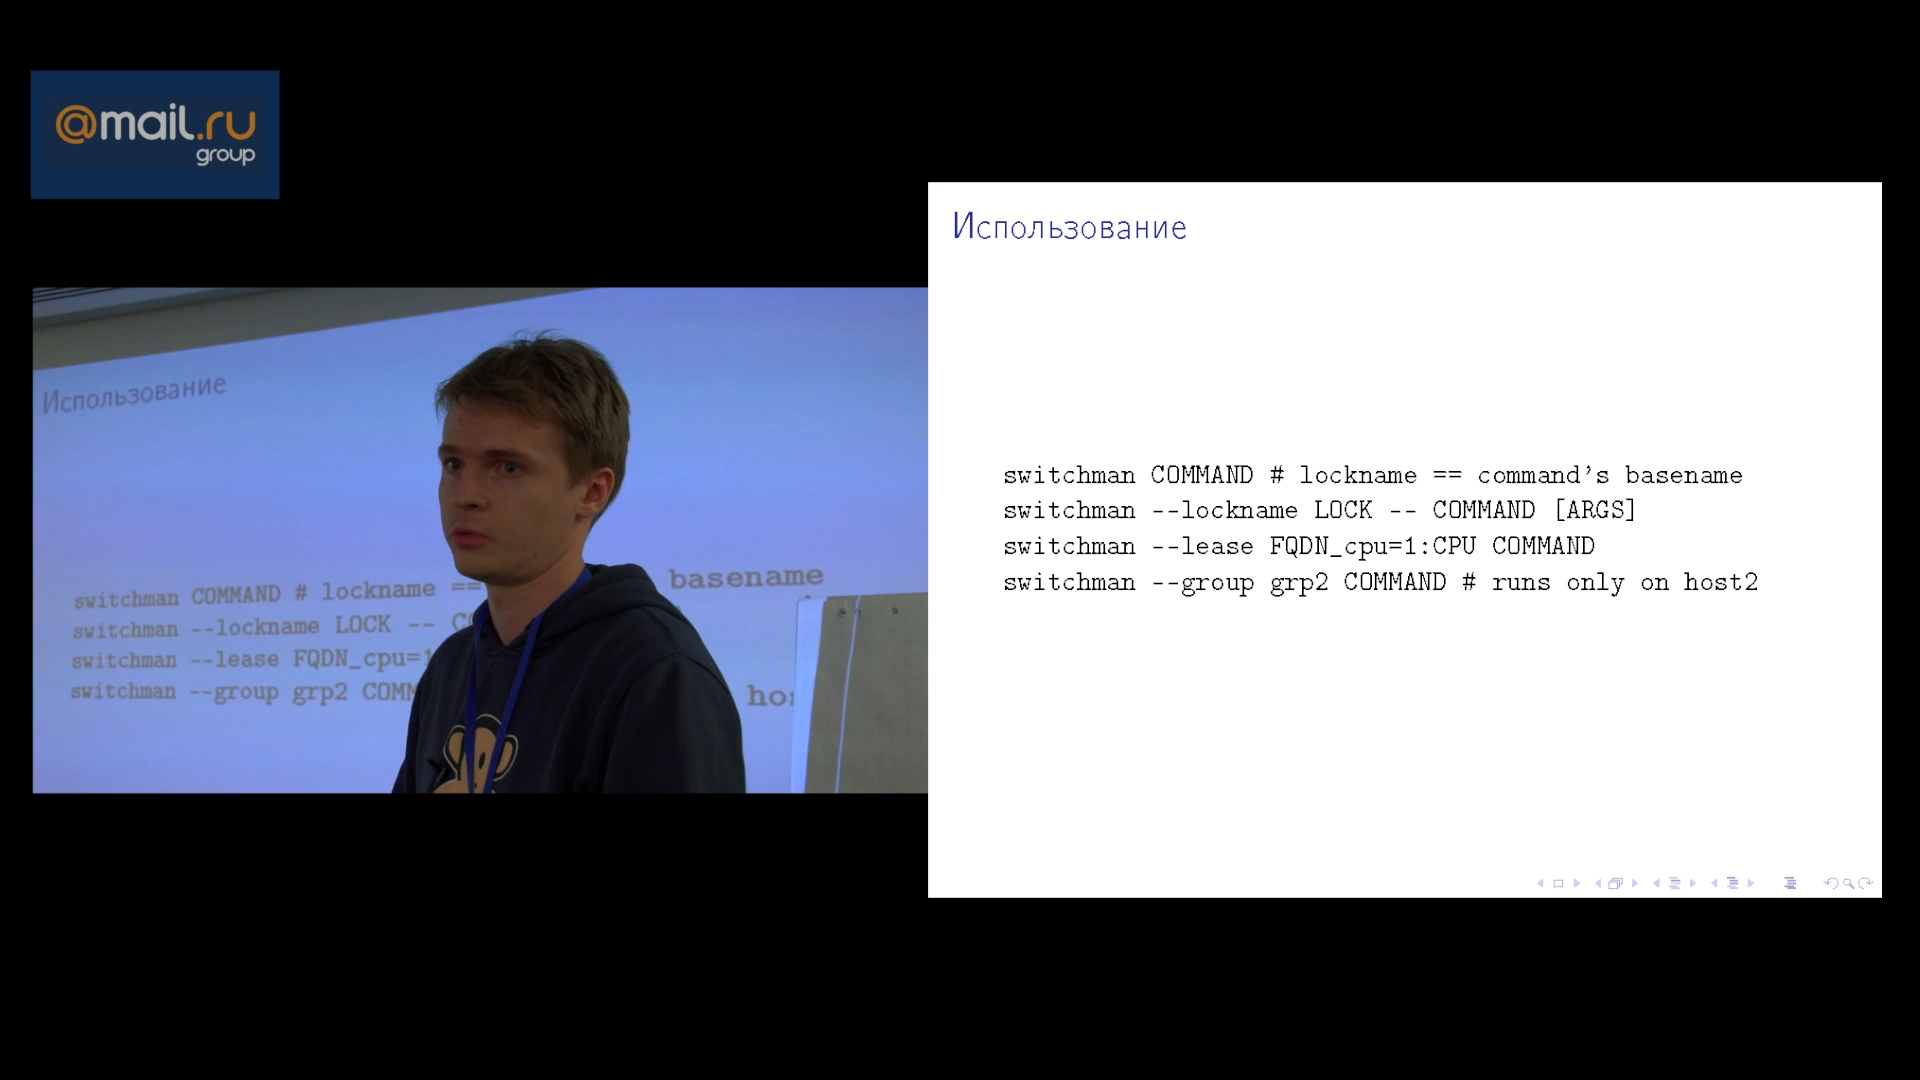 @mail.ru
group
Использование
switchman COMMAND # lockname == command's basename
switchman --lockname LOCK -- COMMAND [ARGS]
switchman --lease FQDN_cpu=1:CPU COMMAND
switchman --group grp2 COMMAND # runs only on host2
Использование
switchman COMMAND # lockname == basename
switchman --lockname LOCK --
switchman --lease FQDN_cpu=1
switchman --group grp2